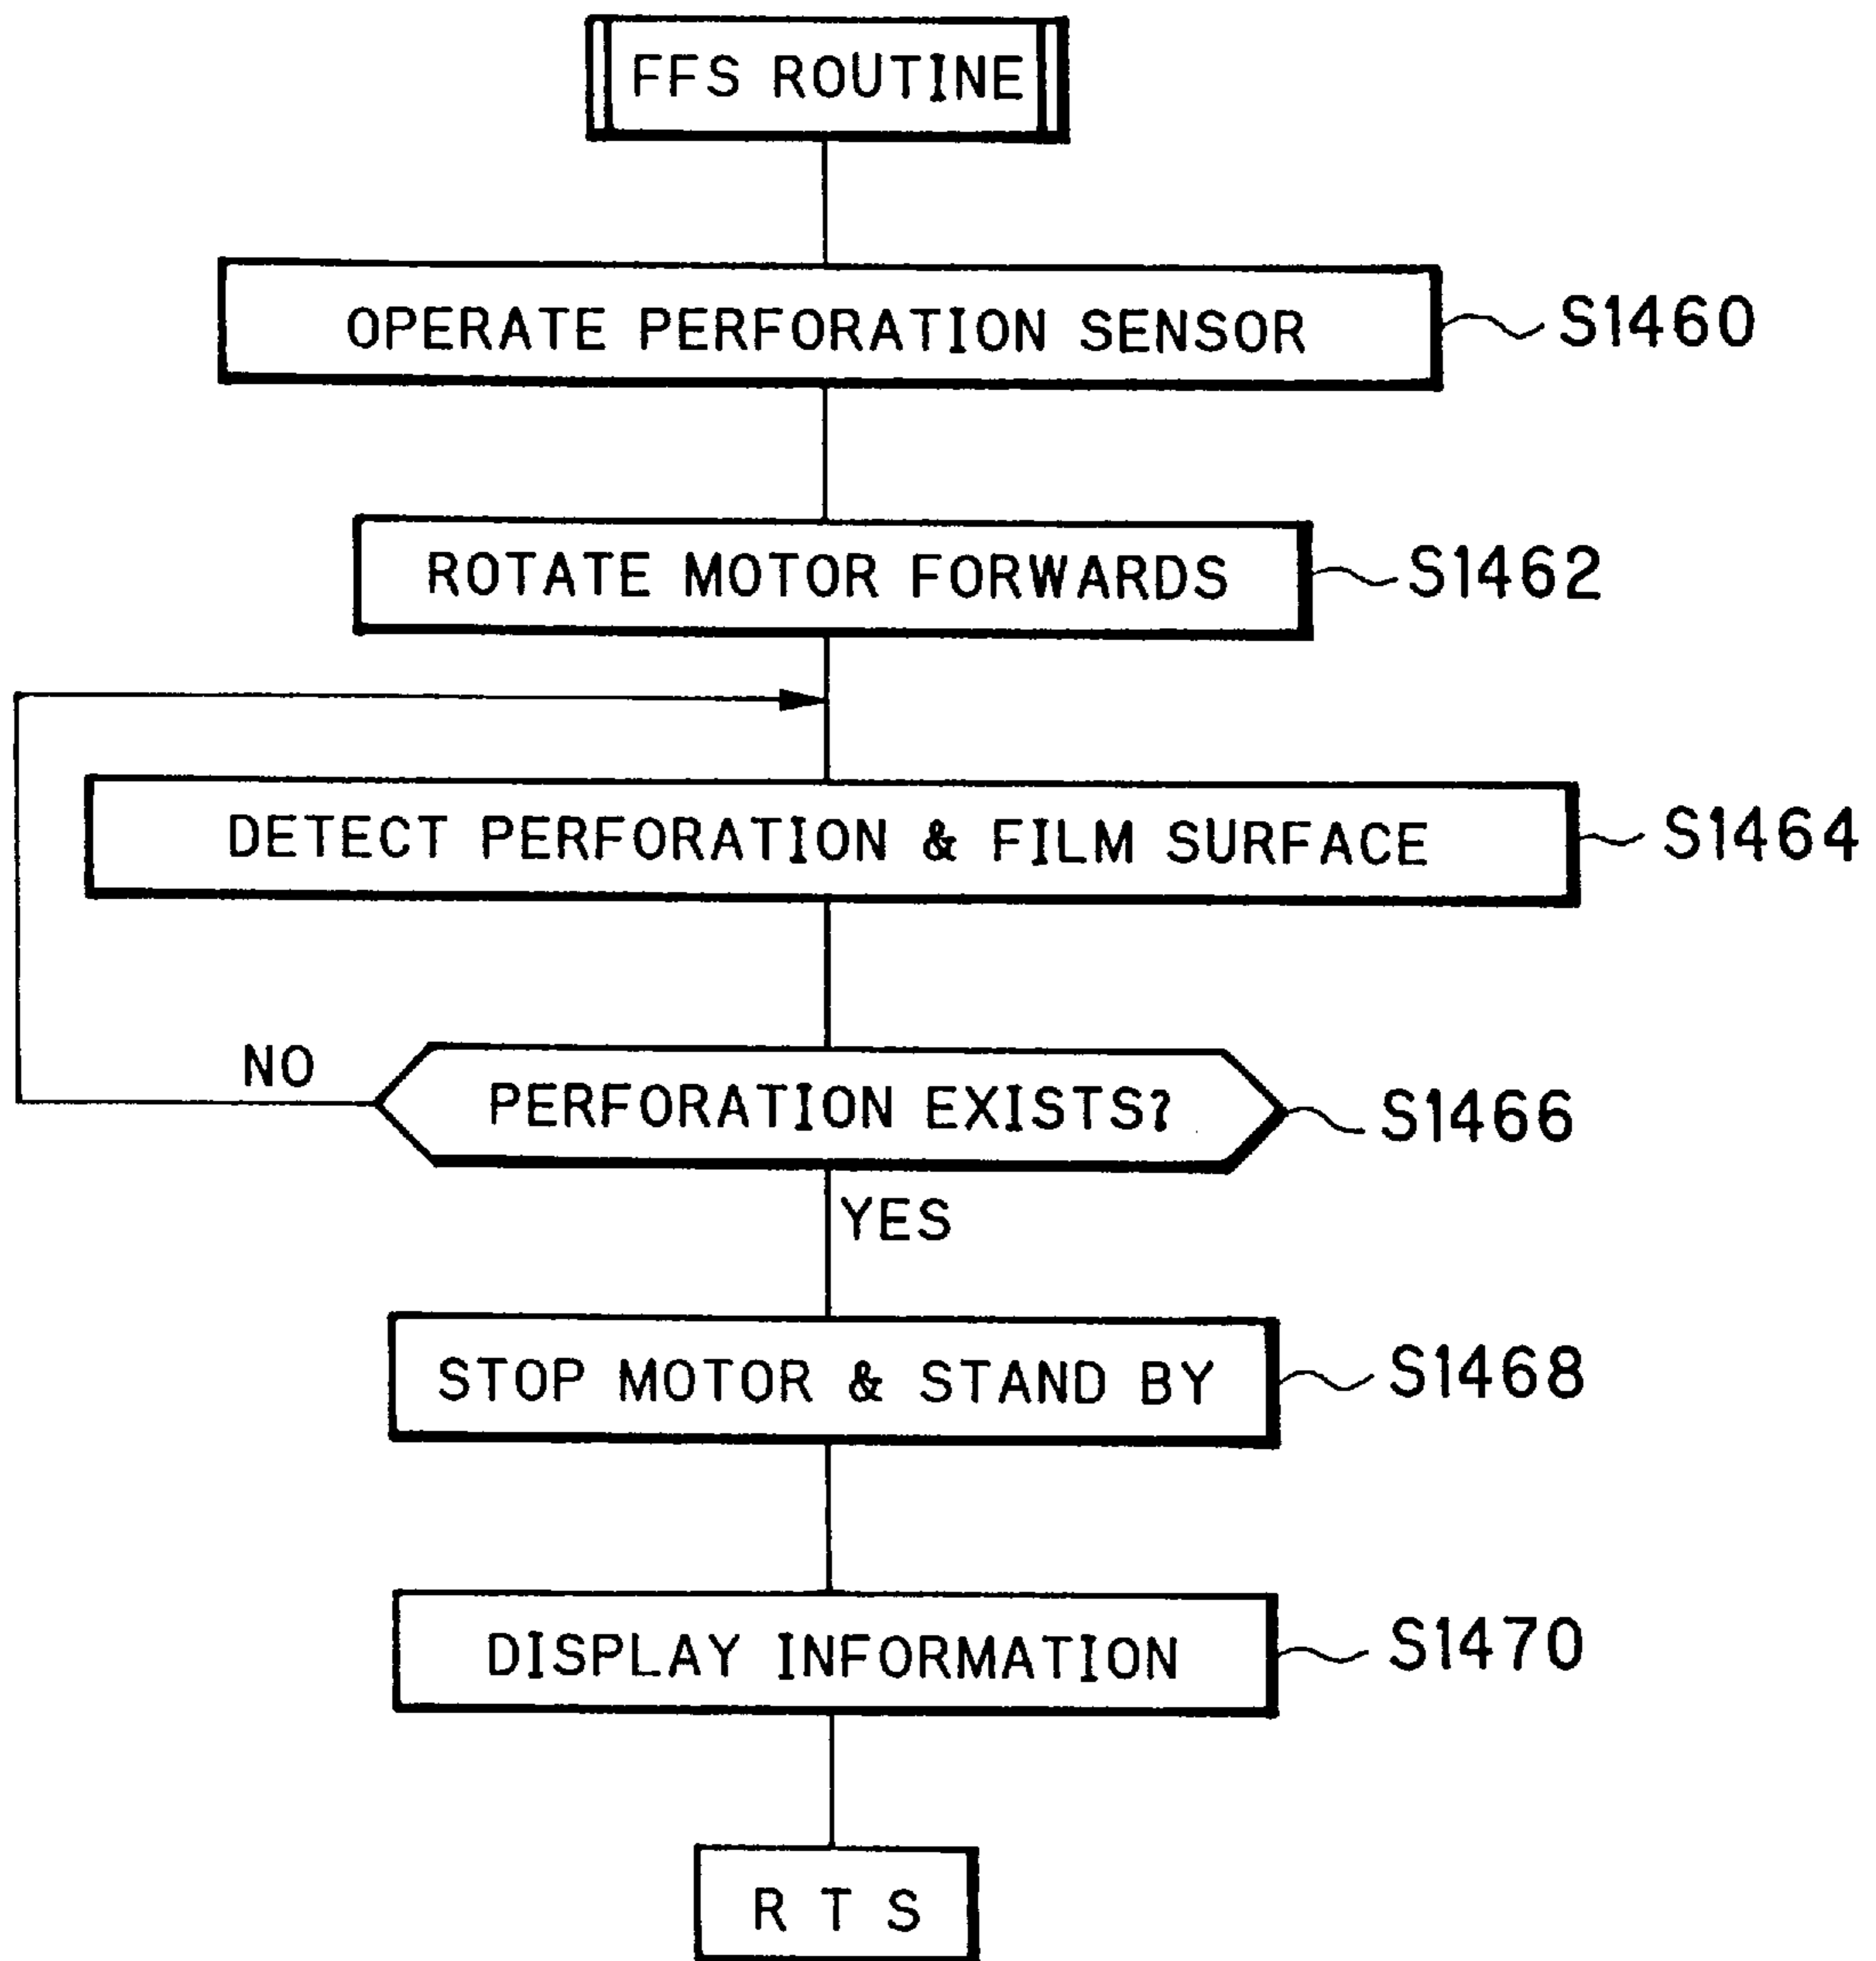 FFS ROUTINE
OPERATE PERFORATION SENSOR
S1460
ROTATE MOTOR FORWARDS
S1462
DETECT PERFORATION & FILM SURFACE
S1464
NO
PERFORATION EXISTS?
S1466
YES
STOP MOTOR & STAND BY
S1468
DISPLAY INFORMATION
S1470
R T S